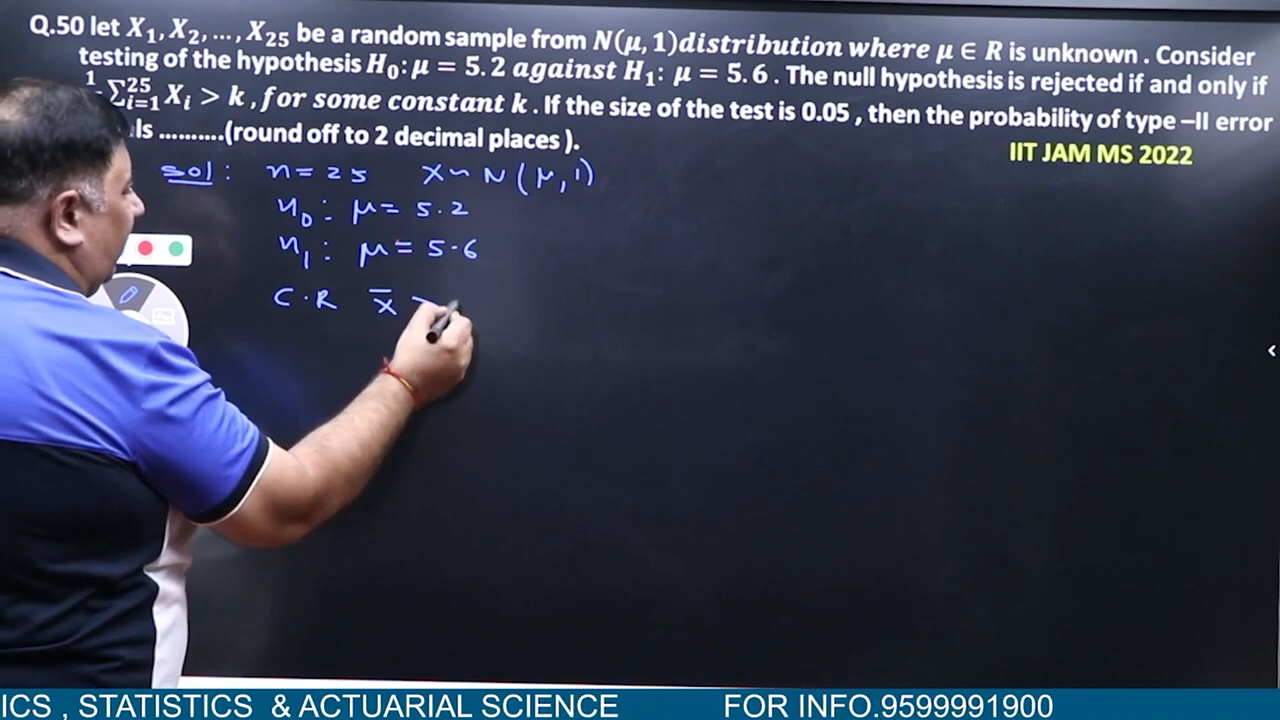 Q.50 let X₁, X₂, ..., X₂₅ be a random sample from N(μ, 1)distribution where μ ∈ R is unknown . Consider
testing of the hypothesis H₀: μ = 5.2 against H₁: μ = 5.6 . The null hypothesis is rejected if and only if
1 ∑²⁵ᵢ₌₁ Xᵢ > k , for some constant k . If the size of the test is 0.05 , then the probability of type –II error
..........(round off to 2 decimal places ).
IIT JAM MS 2022
sol : n = 25 X ~ N (μ, 1)
H₀ : μ = 5.2
H₁ : μ = 5.6
C.R X̄
ICS , STATISTICS & ACTUARIAL SCIENCE FOR INFO.9599991900